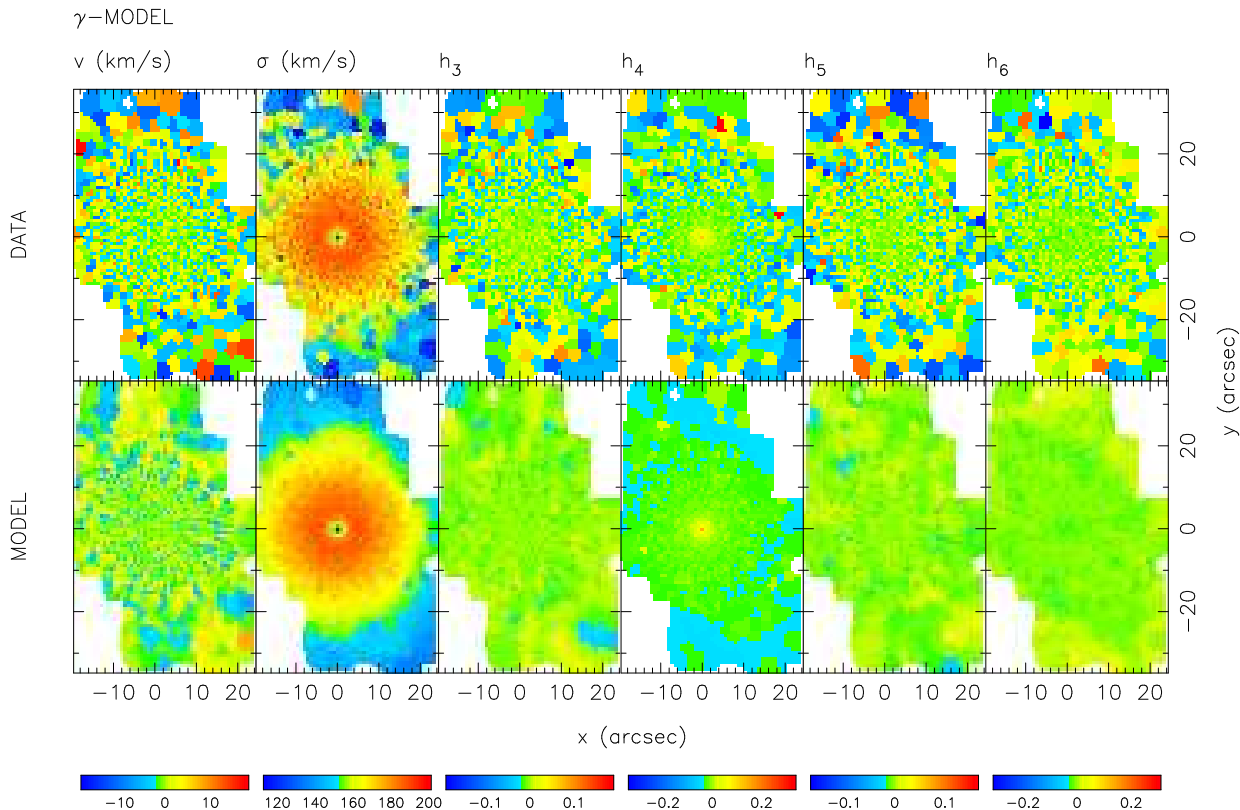 γ−MODEL
v (km/s) σ (km/s) h3 h4 h5 h6
DATA
20
0
−20
MODEL
20
0
−20
y (arcsec)
−10 0 10 20 −10 0 10 20 −10 0 10 20 −10 0 10 20 −10 0 10 20 −10 0 10 20
x (arcsec)
−10 0 10 120 140 160 180 200 −0.1 0 0.1 −0.2 0 0.2 −0.1 0 0.1 −0.2 0 0.2